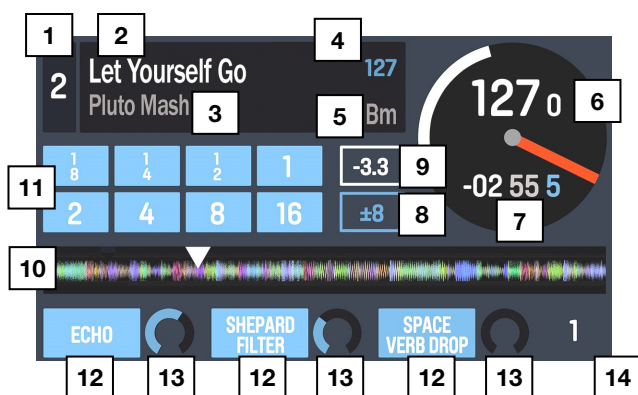 1 2 4
2 Let Yourself Go 127
Pluto Mash 3 5 Bm
127 0 6
-02 55 5
7
1/8 1/4 1/2 1 -3.3 9
11
2 4 8 16 ±8 8
10
ECHO SHEPARD FILTER SPACE VERB DROP 1
12 13 12 13 12 13 14